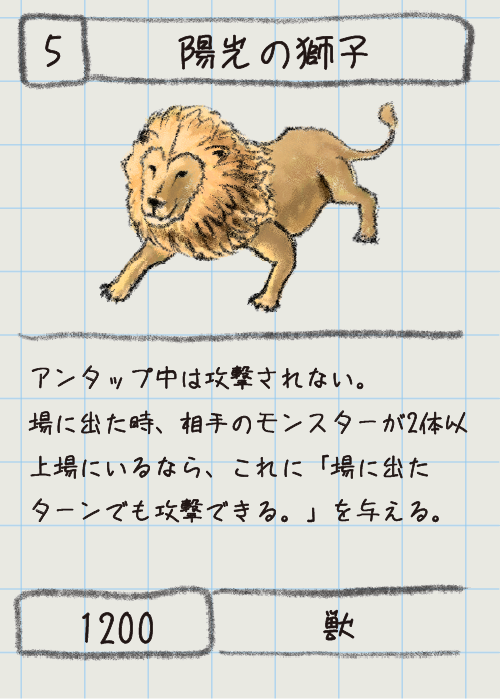 5
陽光の獅子
アンタップ中は攻撃されない。
場に出た時、相手のモンスターが2体以
上場にいるなら、これに「場に出た
ターンでも攻撃できる。」を与える。
1200
獣